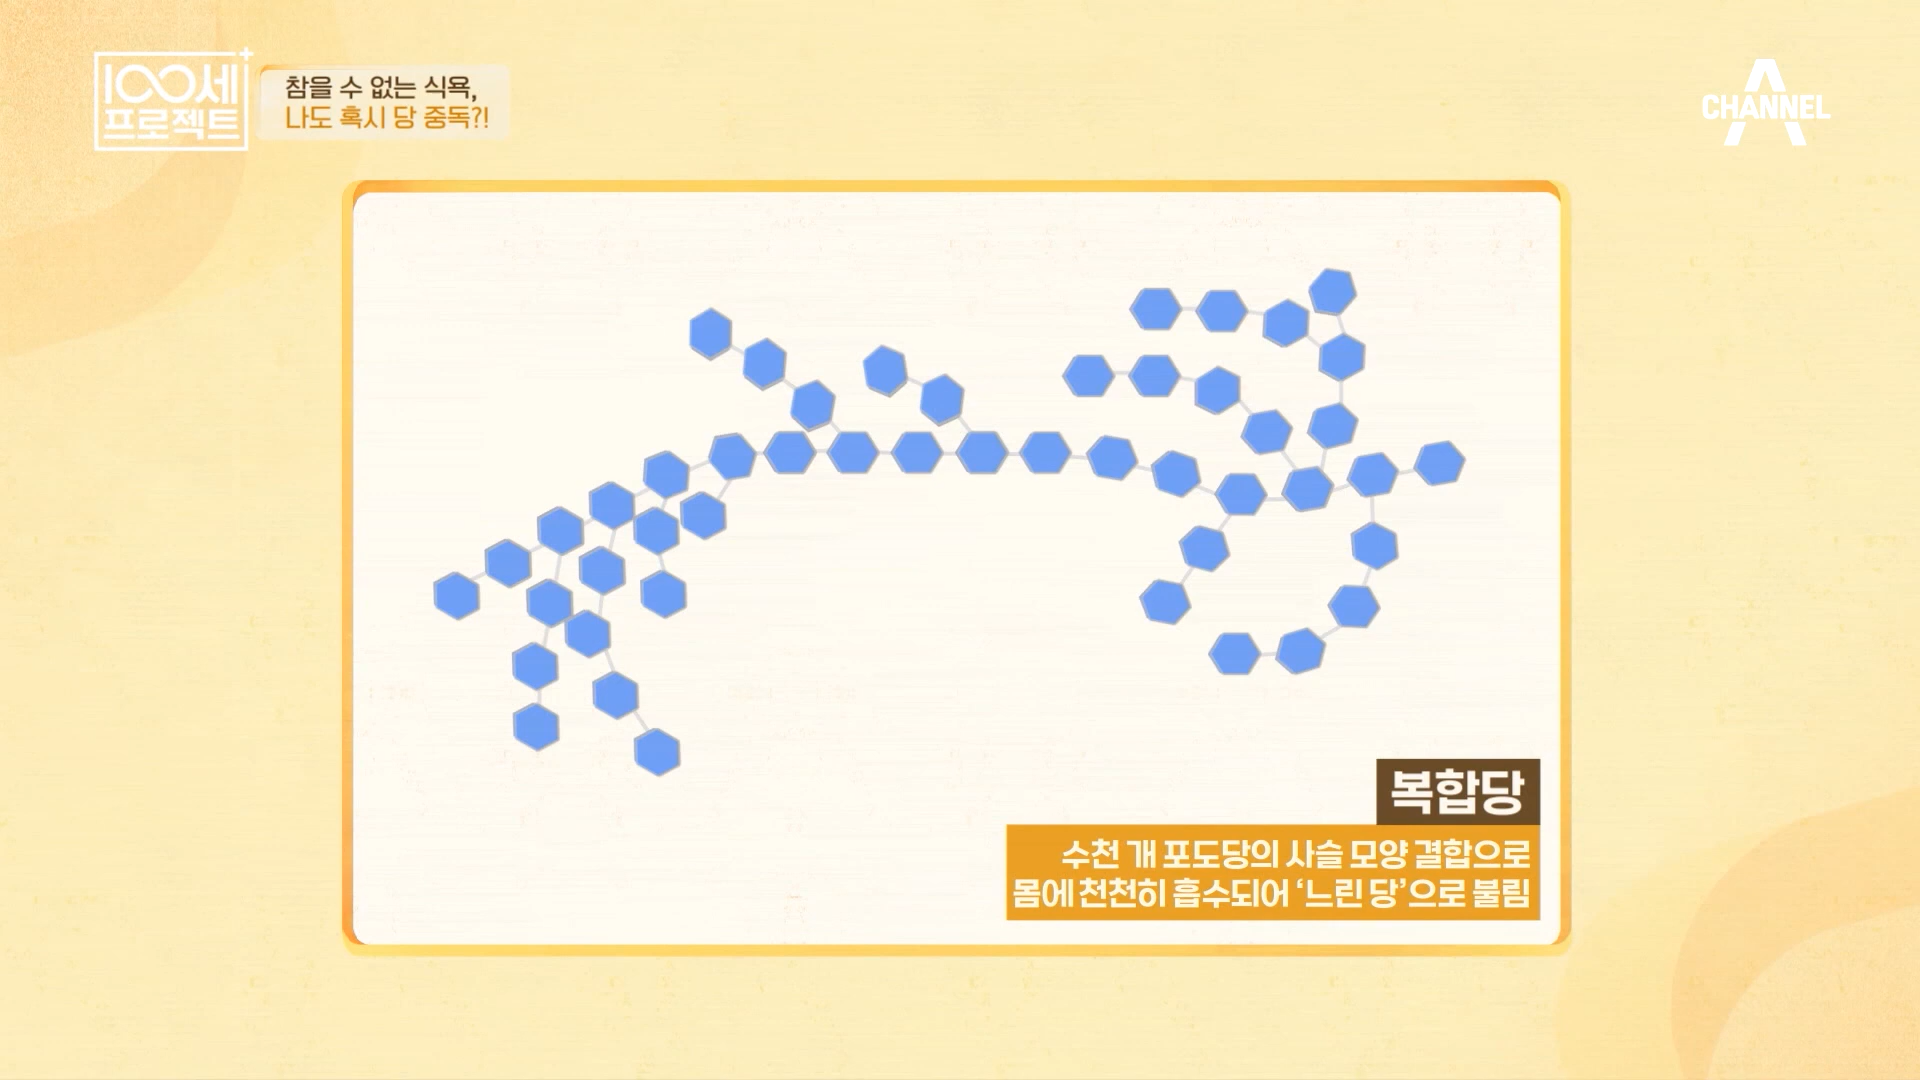 100세+
프로젝트
참을 수 없는 식욕,
나도 혹시 당 중독?!
CHANNEL A
복합당
수천 개 포도당의 사슬 모양 결합으로
몸에 천천히 흡수되어 ‘느린 당’으로 불림